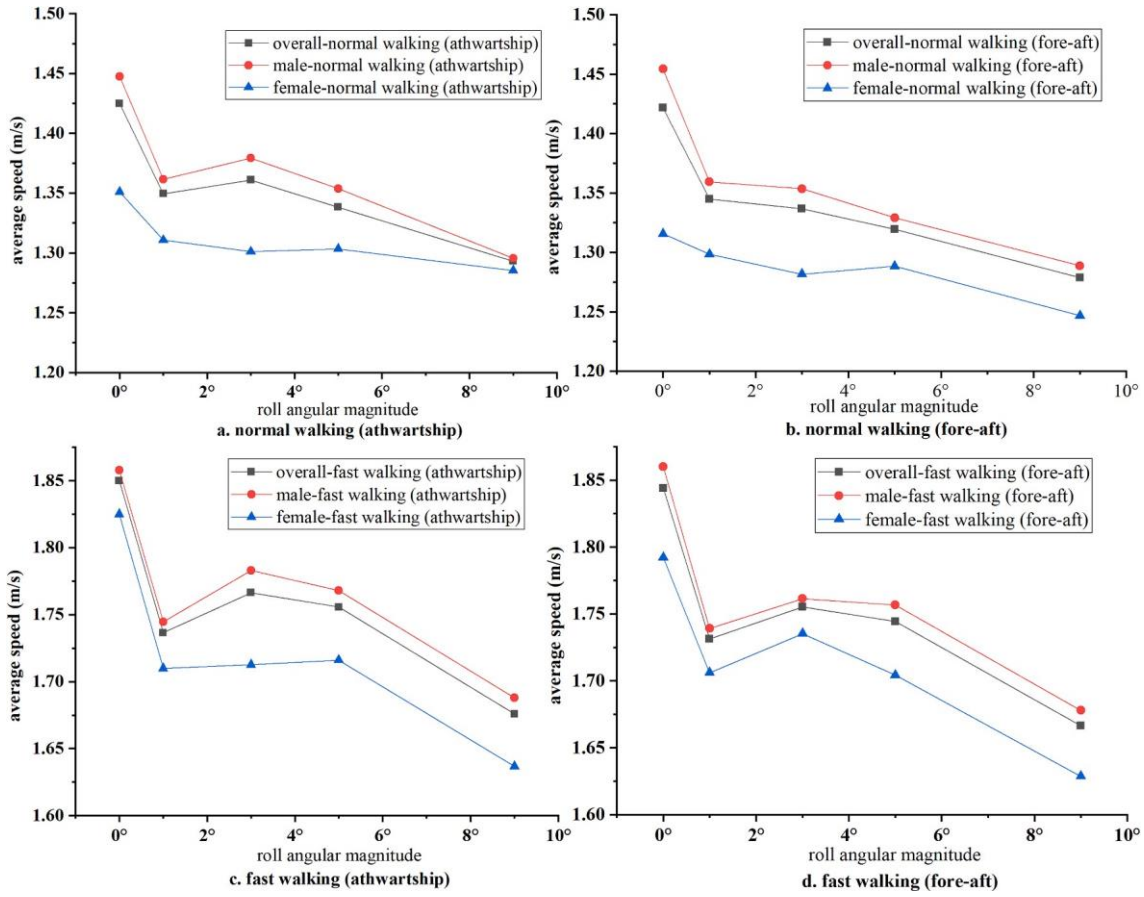 1.50
1.45
1.40
1.35
1.30
1.25
1.20
average speed (m/s)
overall-normal walking (athwartship)
male-normal walking (athwartship)
female-normal walking (athwartship)
0° 2° 4° 6° 8° 10°
roll angular magnitude
a. normal walking (athwartship)
1.50
1.45
1.40
1.35
1.30
1.25
1.20
average speed (m/s)
overall-normal walking (fore-aft)
male-normal walking (fore-aft)
female-normal walking (fore-aft)
0° 2° 4° 6° 8° 10°
roll angular magnitude
b. normal walking (fore-aft)
1.85
1.80
1.75
1.70
1.65
1.60
average speed (m/s)
overall-fast walking (athwartship)
male-fast walking (athwartship)
female-fast walking (athwartship)
0° 2° 4° 6° 8° 10°
roll angular magnitude
c. fast walking (athwartship)
1.85
1.80
1.75
1.70
1.65
1.60
average speed (m/s)
overall-fast walking (fore-aft)
male-fast walking (fore-aft)
female-fast walking (fore-aft)
0° 2° 4° 6° 8° 10°
roll angular magnitude
d. fast walking (fore-aft)